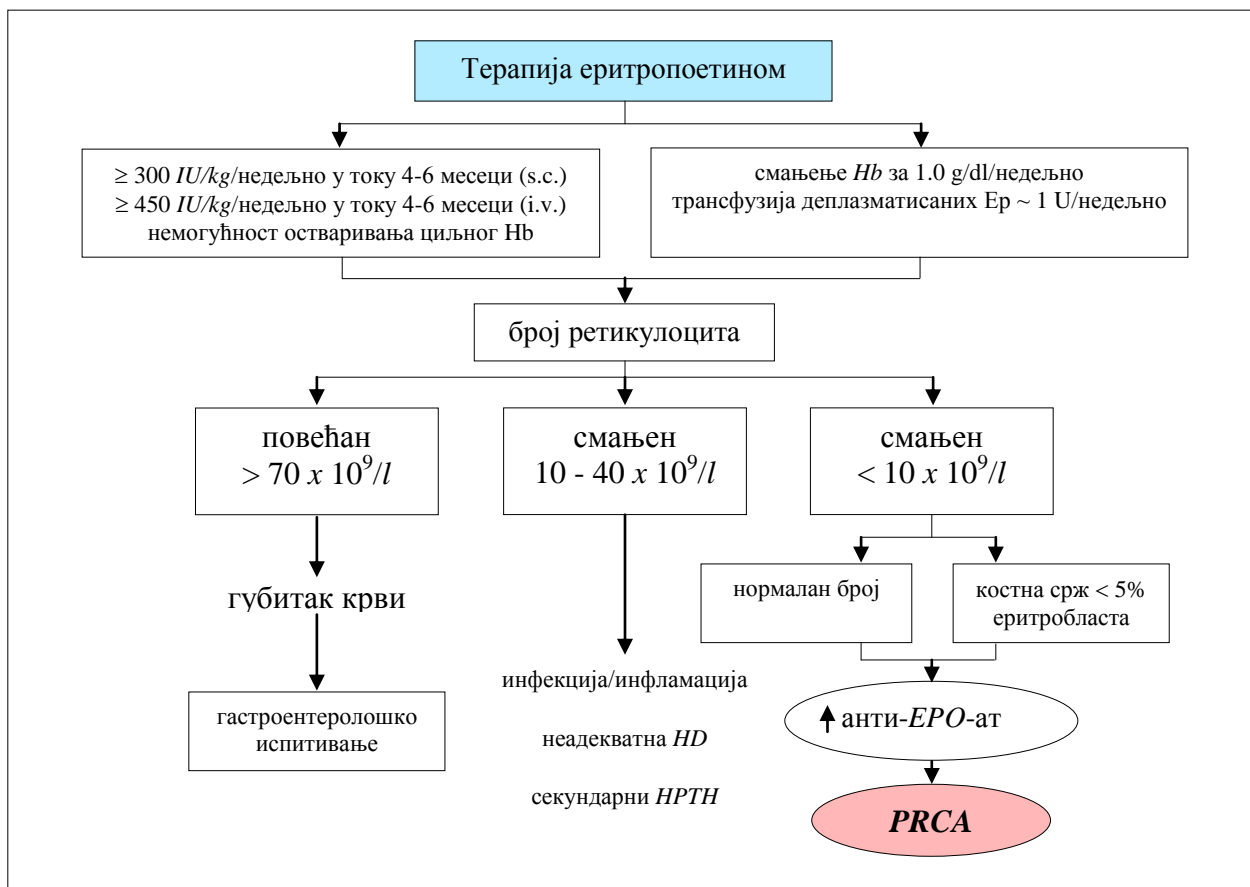 Терапија еритропоетином
≥ 300 IU/kg/недељно у току 4-6 месеци (s.c.)
≥ 450 IU/kg/недељно у току 4-6 месеци (i.v.)
немогућност остваривања циљног Hb
смањење Hb за 1.0 g/dl/недељно
трансфузија деплазматисаних Ер ~ 1 U/недељно
број ретикулоцита
повећан
> 70 x 10⁹/l
смањен
10 - 40 x 10⁹/l
смањен
< 10 x 10⁹/l
губитак крви
гастроентеролошко
испитивање
инфекција/инфламација
неадекватна HD
секундарни HPTH
нормалан број
костна срж < 5%
еритробласта
анти-EPO-ат
PRCA